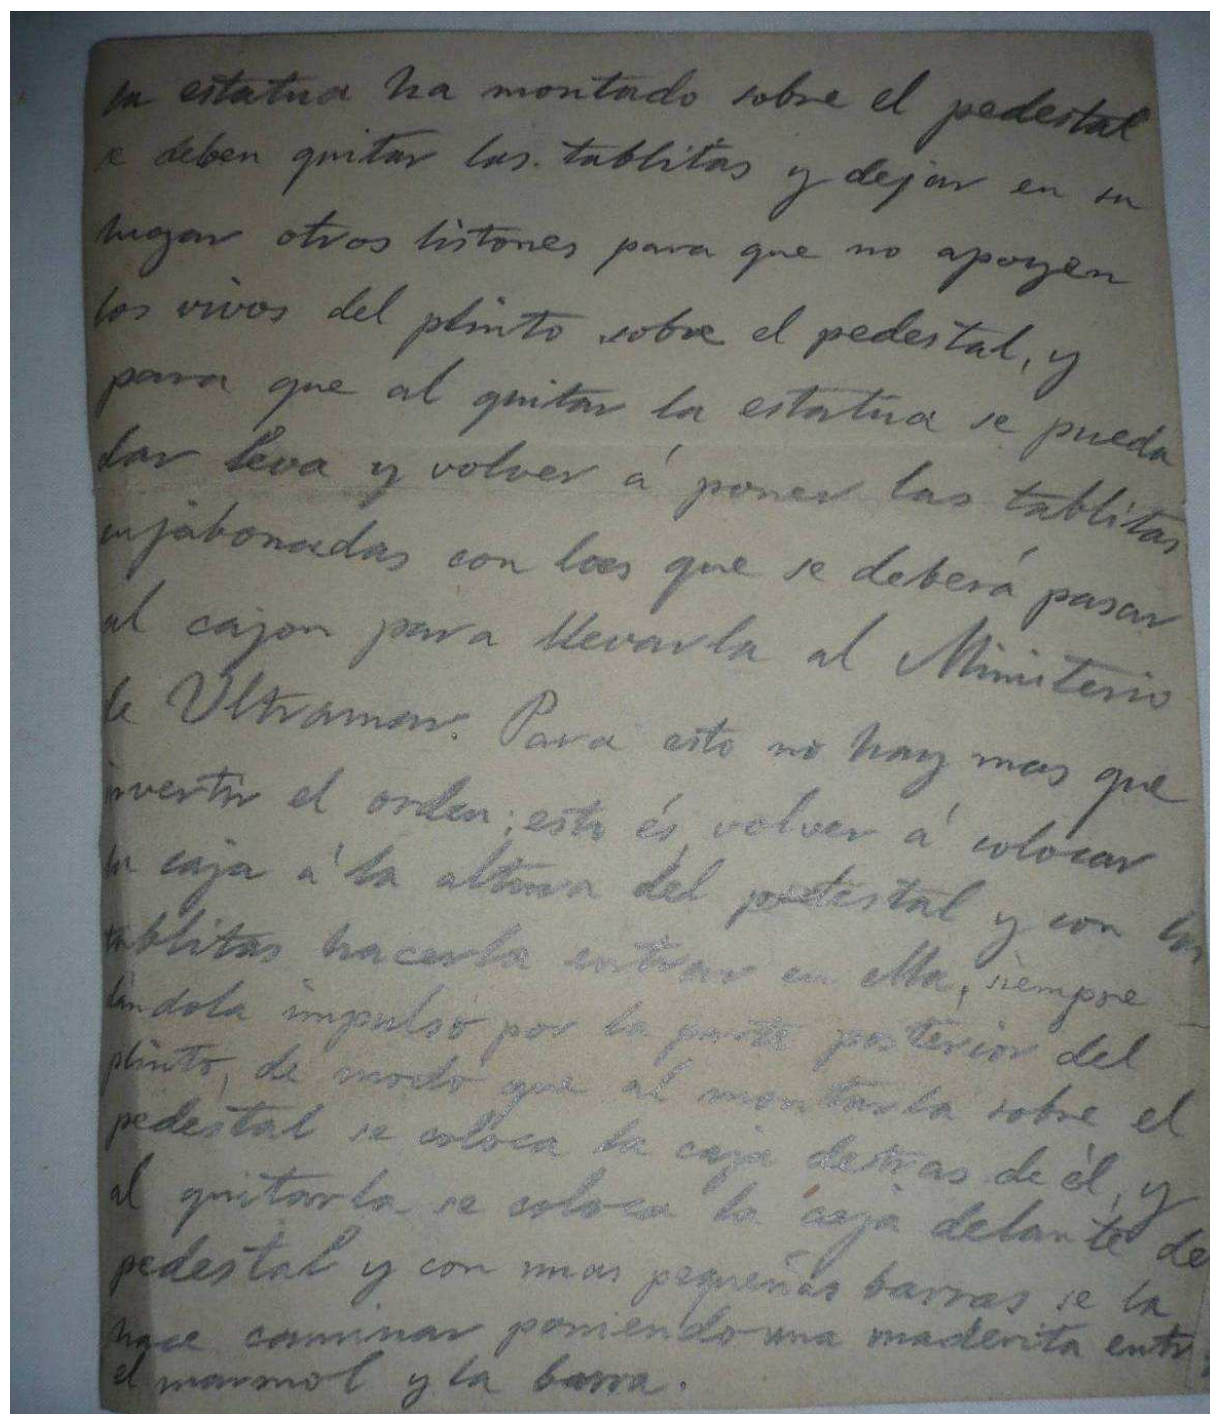 la estatua ha montado sobre el pedestal
se deben quitar las tablitas y dejar en su
lugar otros listones para que no apoyen
los vivos del plinto sobre el pedestal, y
para que al quitar la estatua se pueda
dar leva y volver á poner las tablitas
enjabonadas con las que se deberá pasar
al cajon para llevarla al Ministerio
de Ultramar. Para esto no hay mas que
invertir el orden; esto és, volver á colocar
la caja á la altura del pedestal y con las
tablitas hacerla entrar en ella, siempre
dándola impulso por la parte posterior del
plinto, de modo que al montarla sobre el
pedestal se coloca la caja detras de él, y
al quitarla se coloca la caja delante del
pedestal y con unas pequeñas barras se la
hace caminar poniendo una maderita entre
el marmol y la barra.